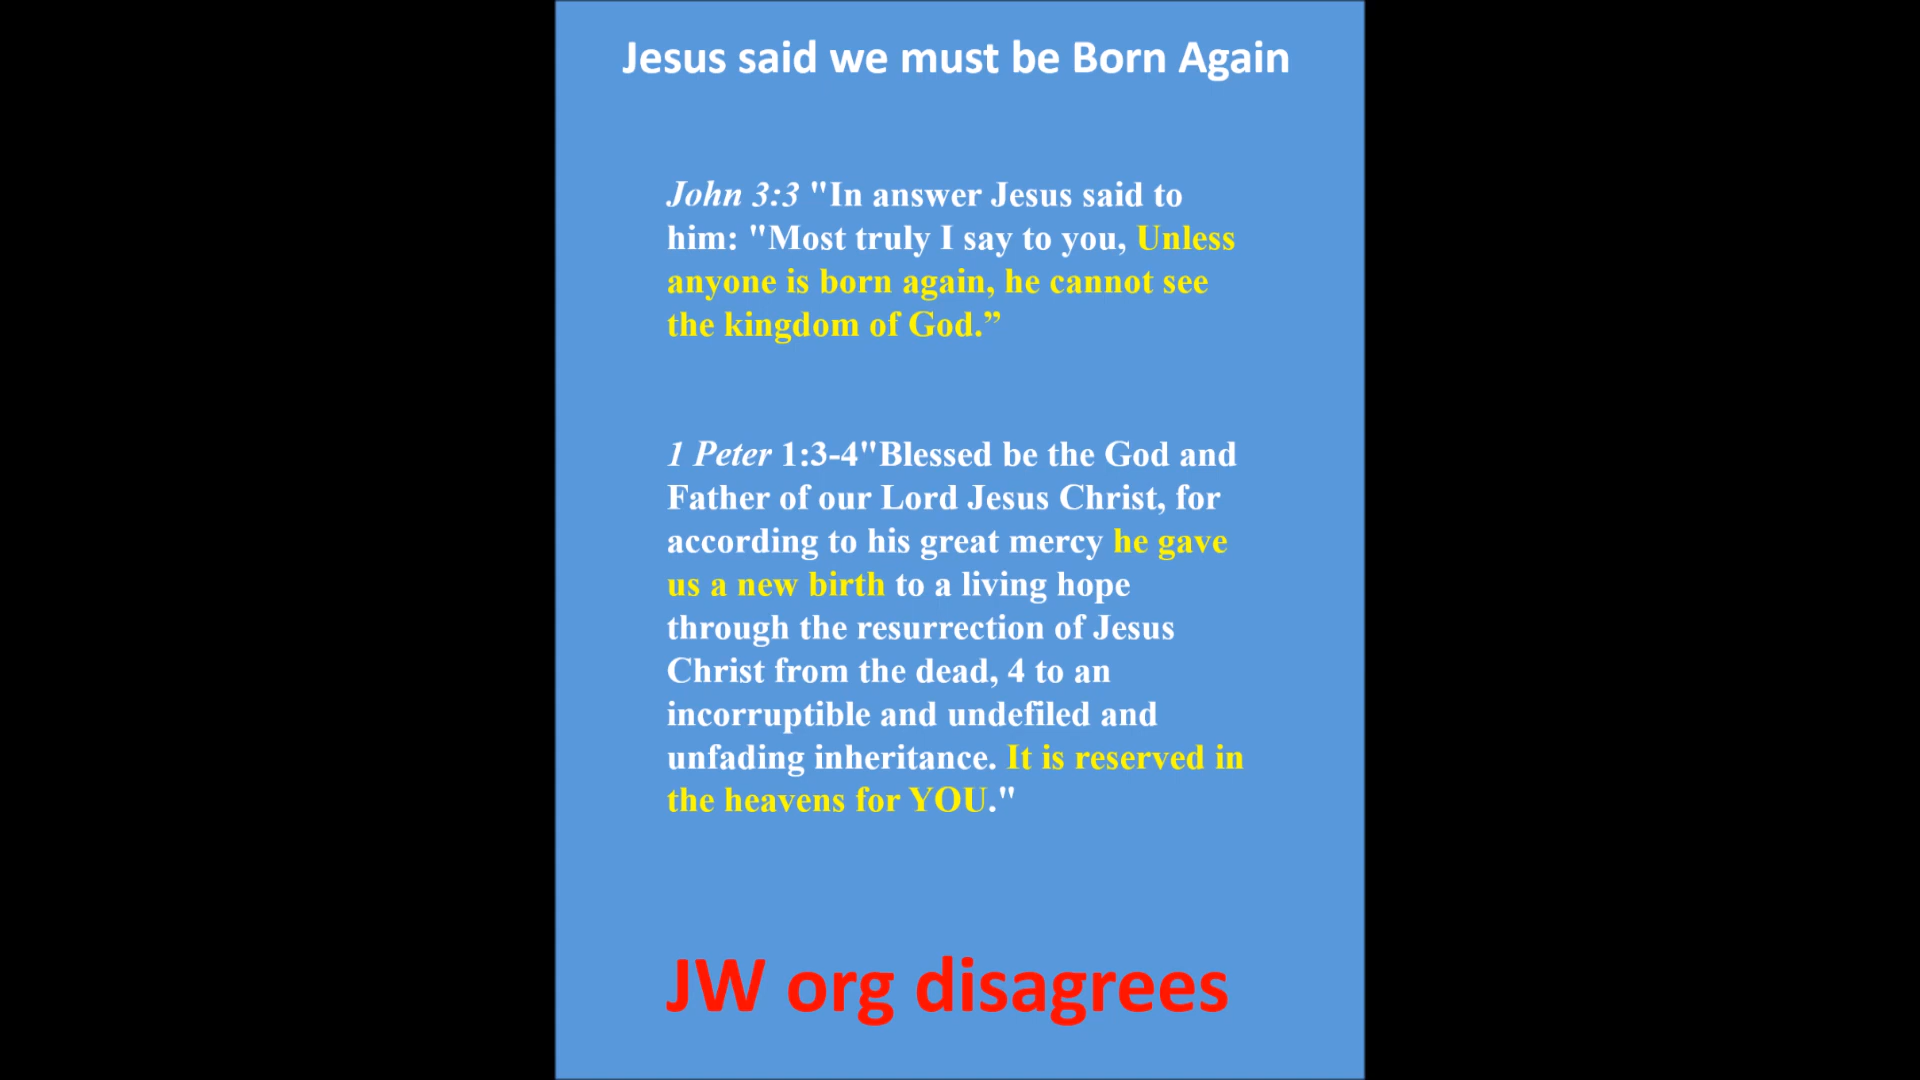 Jesus said we must be Born Again
John 3:3 "In answer Jesus said to
him: "Most truly I say to you, Unless
anyone is born again, he cannot see
the kingdom of God.”
1 Peter 1:3-4"Blessed be the God and
Father of our Lord Jesus Christ, for
according to his great mercy he gave
us a new birth to a living hope
through the resurrection of Jesus
Christ from the dead, 4 to an
incorruptible and undefiled and
unfading inheritance. It is reserved in
the heavens for YOU."
JW org disagrees